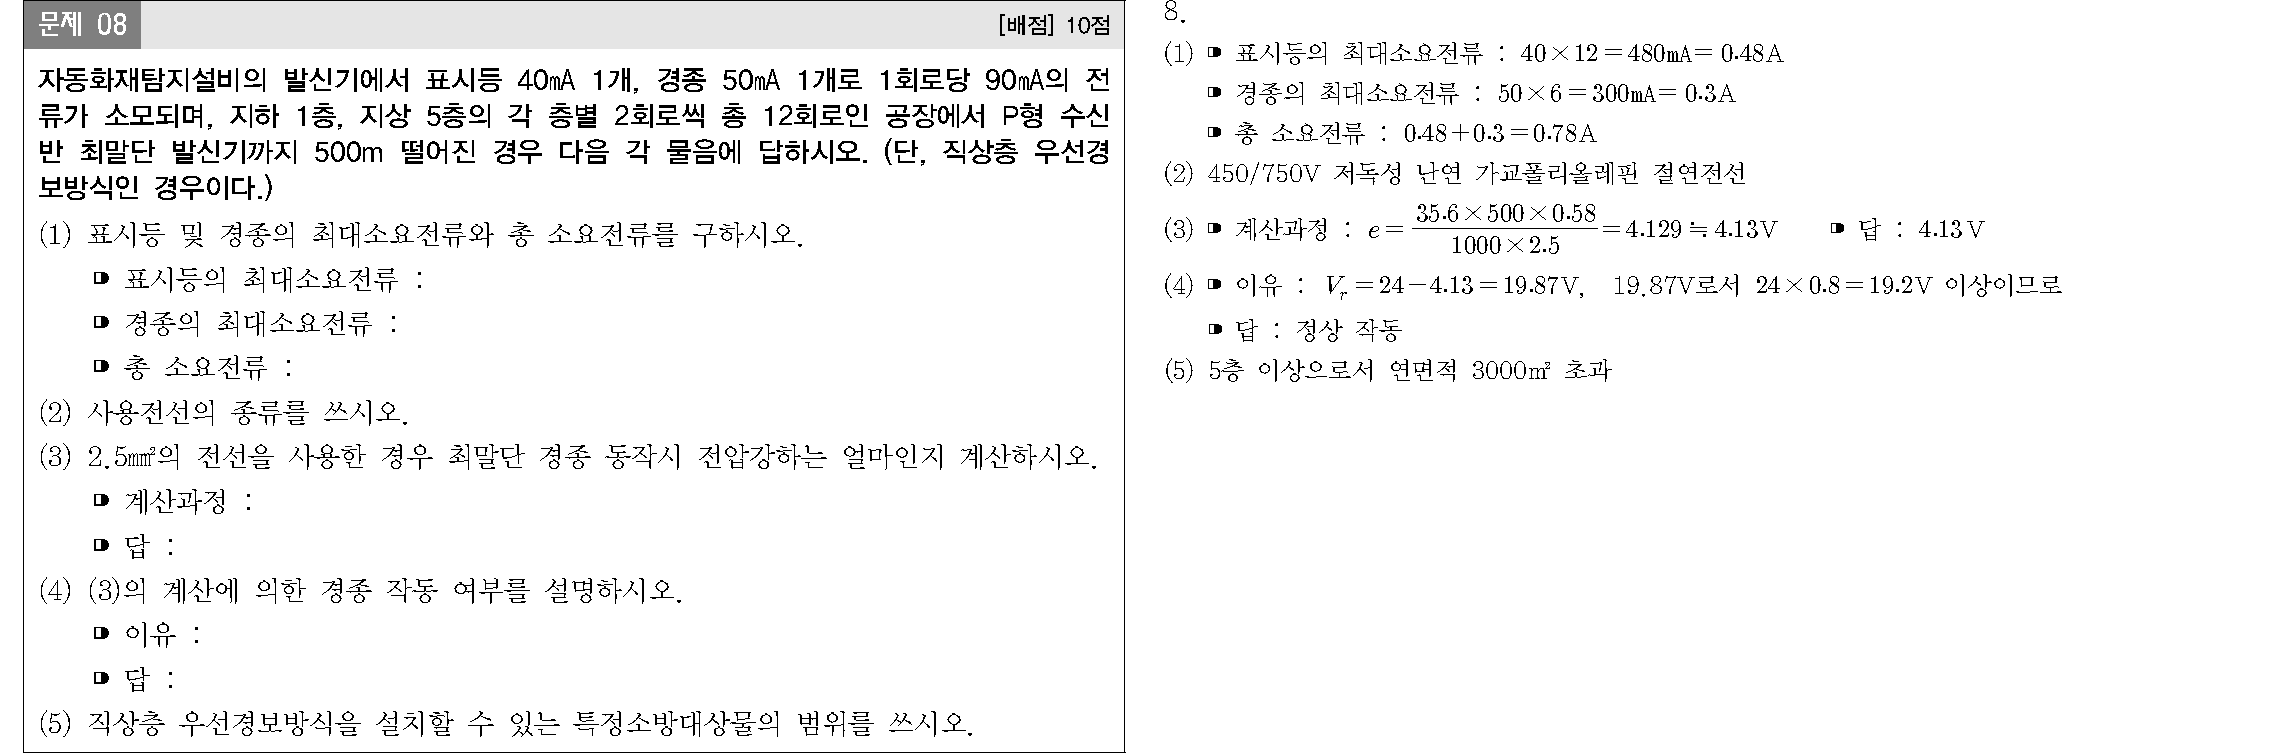 문제 08
[배점] 10점
자동화재탐지설비의 발신기에서 표시등 40㎃ 1개, 경종 50㎃ 1개로 1회로당 90㎃의 전
류가 소모되며, 지하 1층, 지상 5층의 각 층별 2회로씩 총 12회로인 공장에서 P형 수신
반 최말단 발신기까지 500m 떨어진 경우 다음 각 물음에 답하시오. (단, 직상층 우선경
보방식인 경우이다.)
(1) 표시등 및 경종의 최대소요전류와 총 소요전류를 구하시오.
표시등의 최대소요전류 :
경종의 최대소요전류 :
총 소요전류 :
(2) 사용전선의 종류를 쓰시오.
(3) 2.5㎟의 전선을 사용한 경우 최말단 경종 동작시 전압강하는 얼마인지 계산하시오.
계산과정 :
답 :
(4) (3)의 계산에 의한 경종 작동 여부를 설명하시오.
이유 :
답 :
(5) 직상층 우선경보방식을 설치할 수 있는 특정소방대상물의 범위를 쓰시오.
8.
(1) 표시등의 최대소요전류 : 40×12=480㎃=0.48A
경종의 최대소요전류 : 50×6=300㎃=0.3A
총 소요전류 : 0.48+0.3=0.78A
(2) 450/750V 저독성 난연 가교폴리올레핀 절연전선
(3) 계산과정 : e=35.6×500×0.58/1000×2.5=4.129≒4.13V 답 : 4.13V
(4) 이유 : Vr=24-4.13=19.87V, 19.87V로서 24×0.8=19.2V 이상이므로
답 : 정상 작동
(5) 5층 이상으로서 연면적 3000㎡ 초과